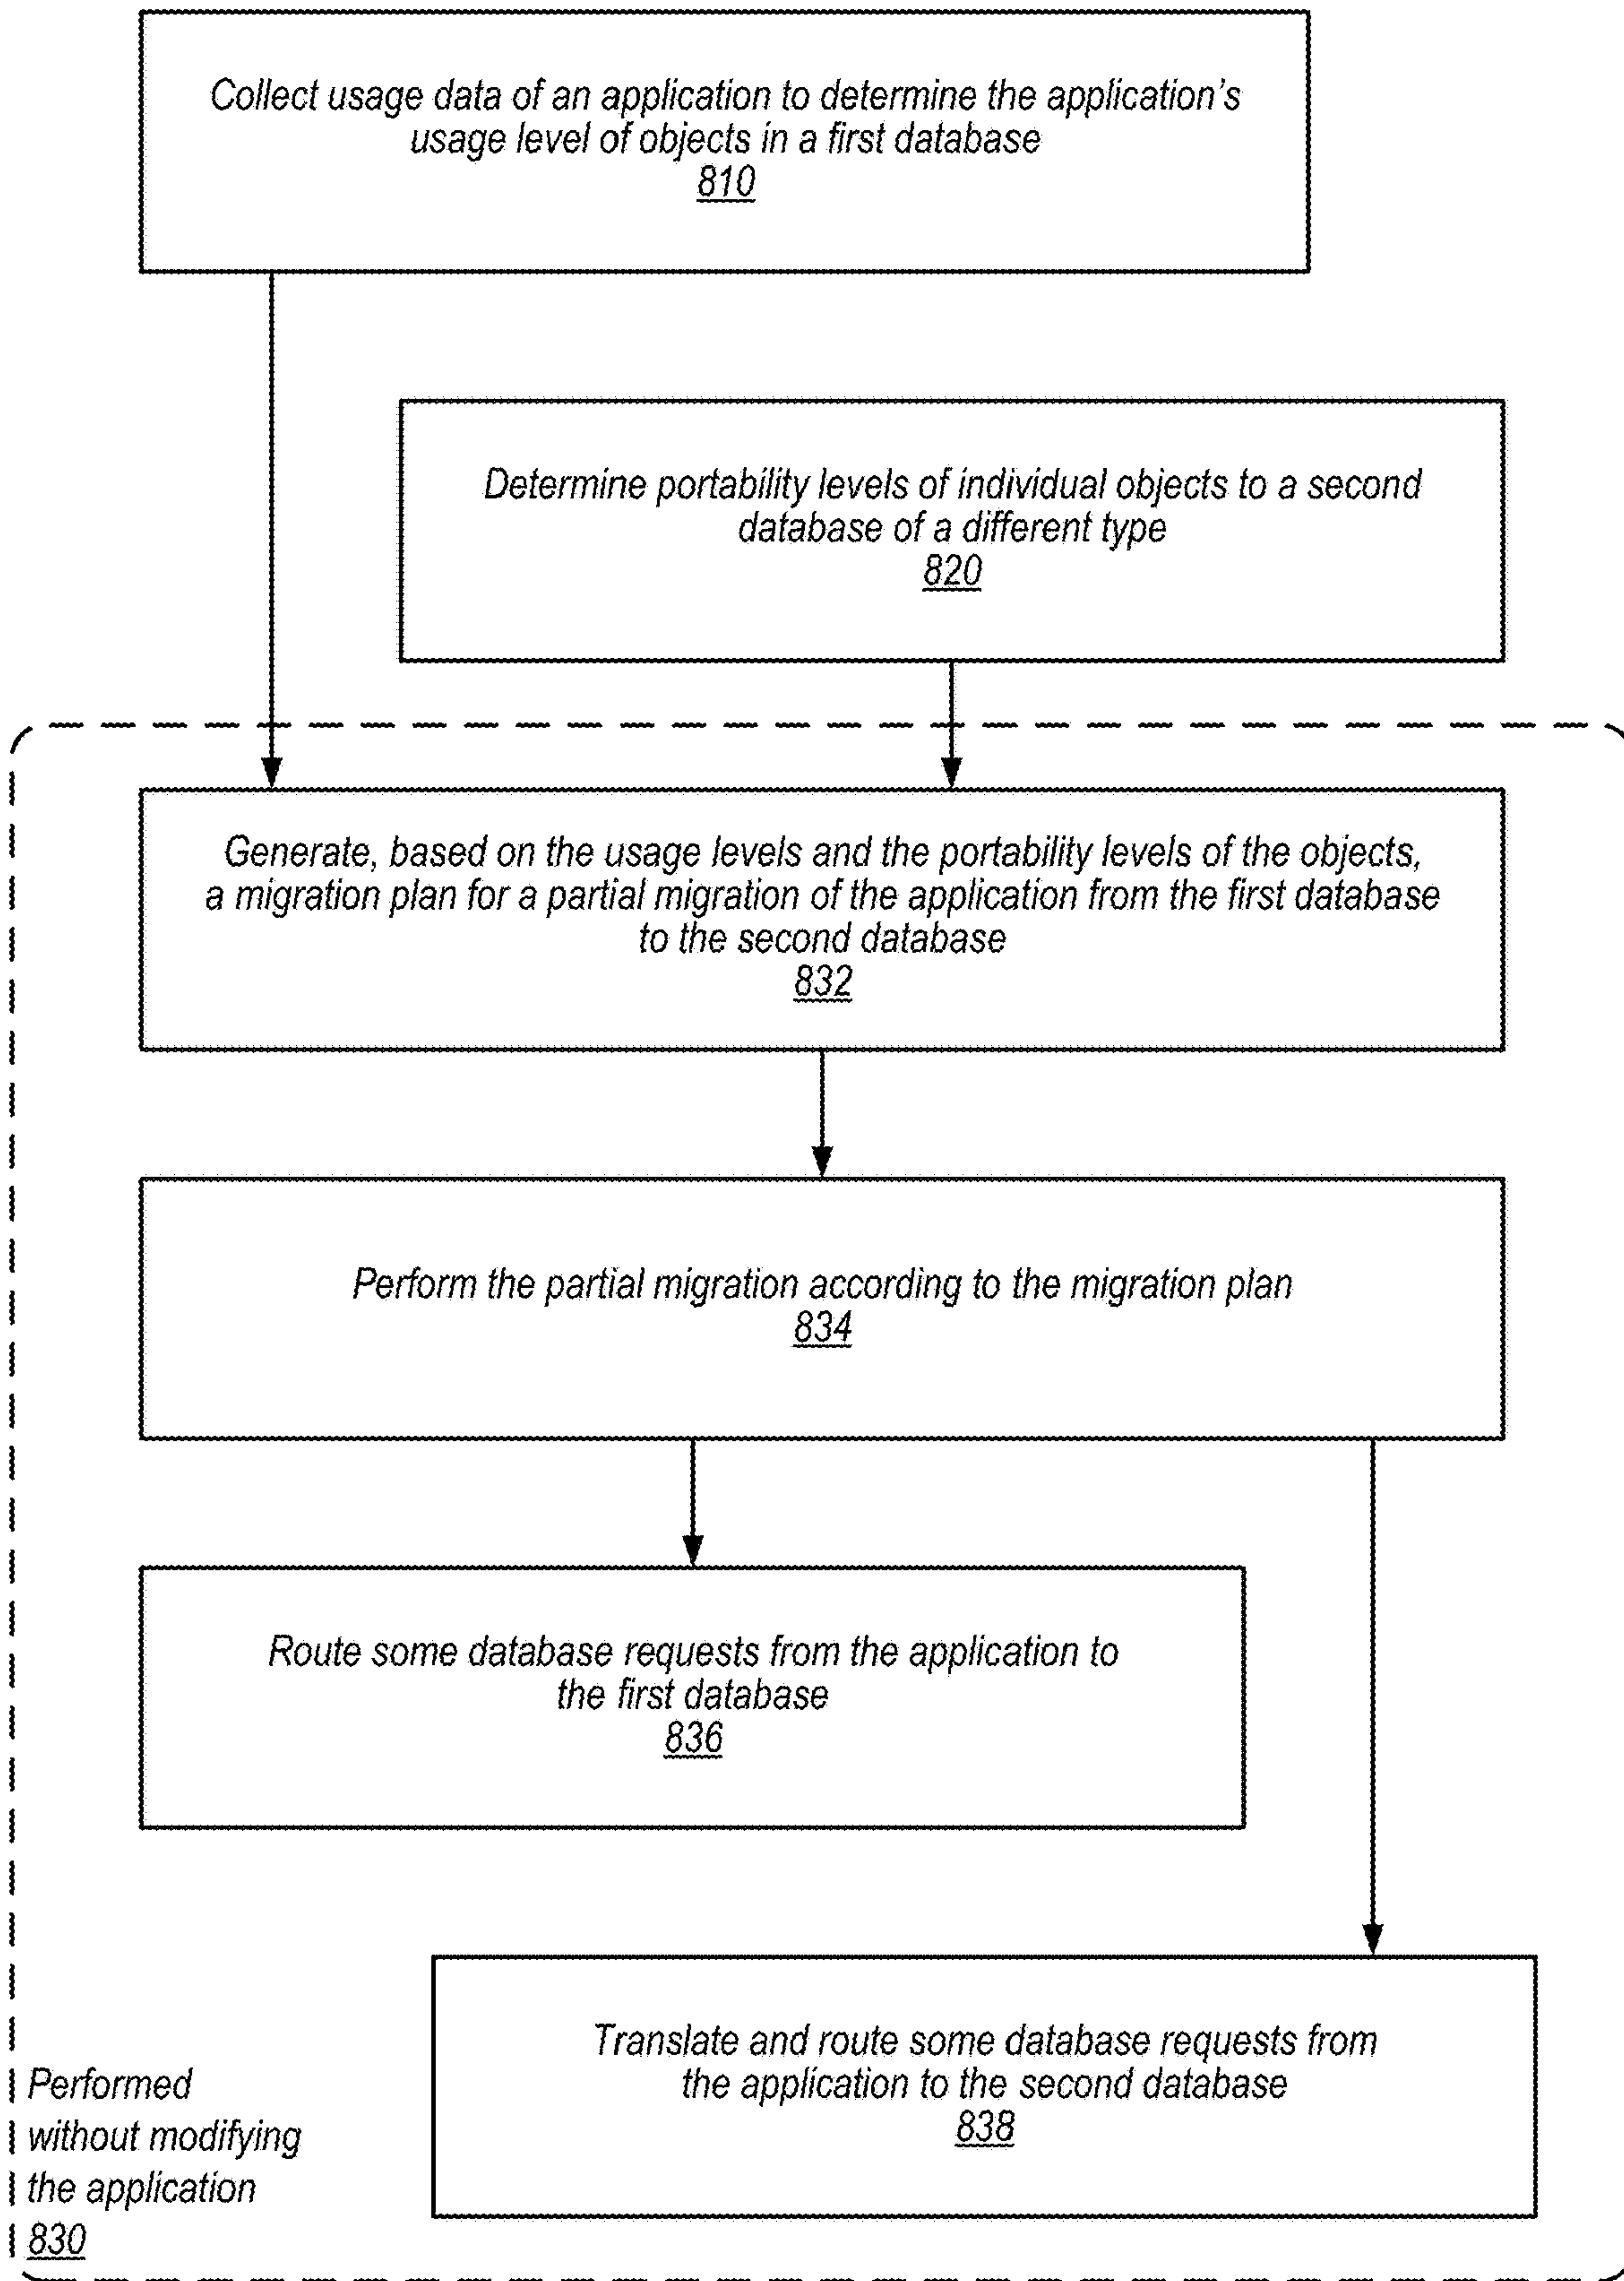 Collect usage data of an application to determine the application's
usage level of objects in a first database
810
Determine portability levels of individual objects to a second
database of a different type
820
Generate, based on the usage levels and the portability levels of the objects,
a migration plan for a partial migration of the application from the first database
to the second database
832
Perform the partial migration according to the migration plan
834
Route some database requests from the application to
the first database
836
Translate and route some database requests from
the application to the second database
838
Performed
without modifying
the application
830